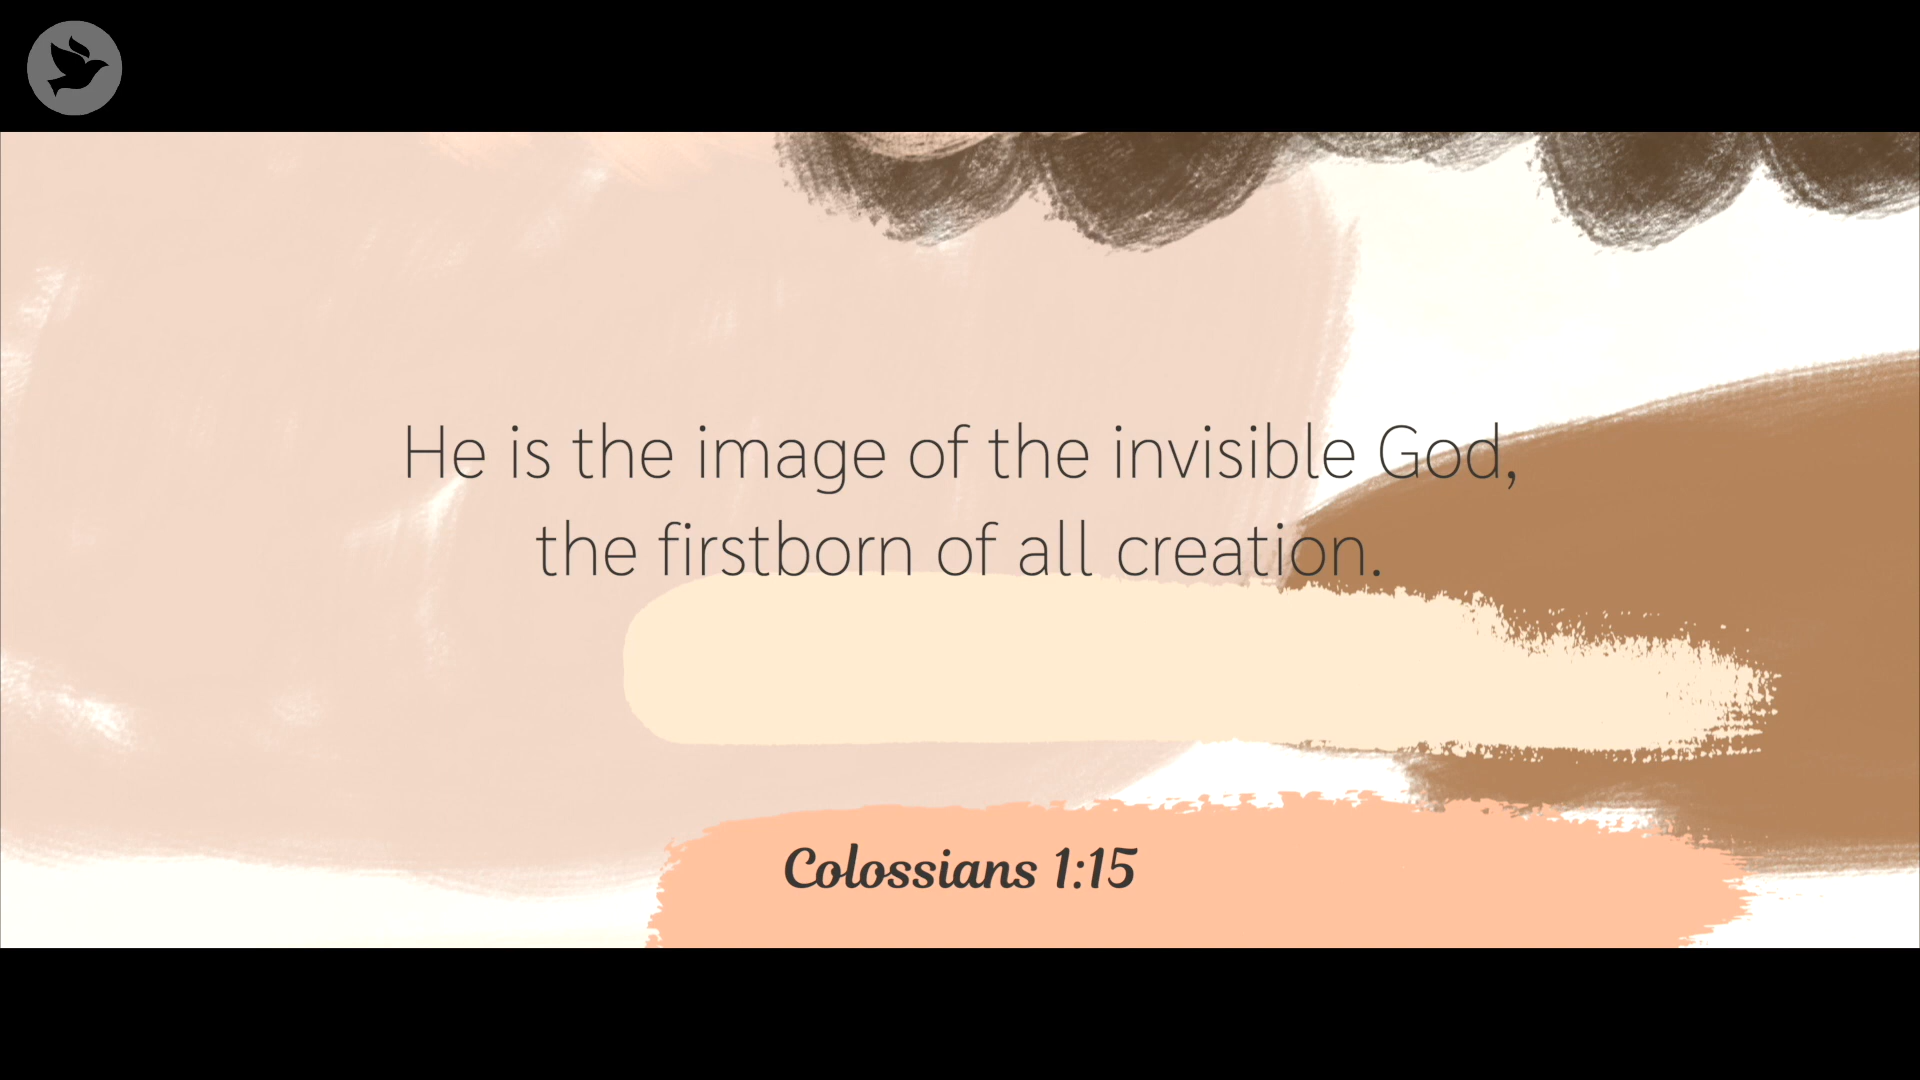 He is the image of the invisible God,
the firstborn of all creation.
Colossians 1:15